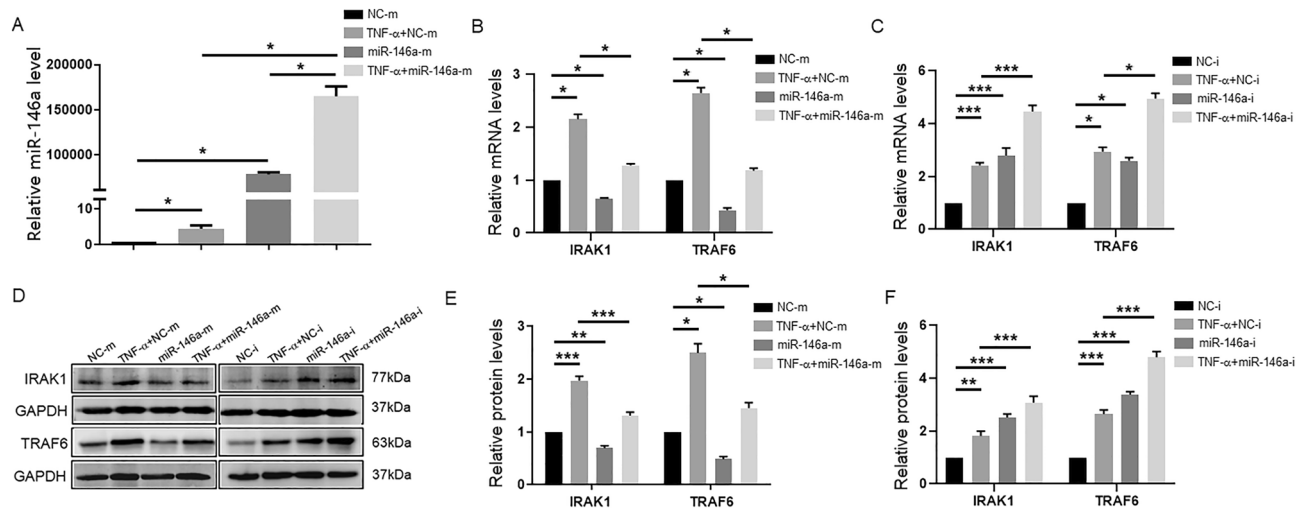 A
Relative miR-146a level
200000
150000
100000
50000
10
0
*
*
*
*
NC-m
TNF-α+NC-m
miR-146a-m
TNF-α+miR-146a-m
B
Relative mRNA levels
3
2
1
0
*
*
*
*
*
*
IRAK1
TRAF6
NC-m
TNF-α+NC-m
miR-146a-m
TNF-α+miR-146a-m
C
Relative mRNA levels
6
4
2
0
***
***
***
*
*
*
IRAK1
TRAF6
NC-i
TNF-α+NC-i
miR-146a-i
TNF-α+miR-146a-i
D
NC-m
TNF-α+NC-m
miR-146a-m
TNF-α+miR-146a-m
NC-i
TNF-α+NC-i
miR-146a-i
TNF-α+miR-146a-i
IRAK1 77kDa
GAPDH 37kDa
TRAF6 63kDa
GAPDH 37kDa
E
Relative protein levels
3
2
1
0
***
**
***
*
*
*
IRAK1
TRAF6
NC-m
TNF-α+NC-m
miR-146a-m
TNF-α+miR-146a-m
F
Relative protein levels
6
4
2
0
***
***
**
***
***
***
IRAK1
TRAF6
NC-i
TNF-α+NC-i
miR-146a-i
TNF-α+miR-146a-i